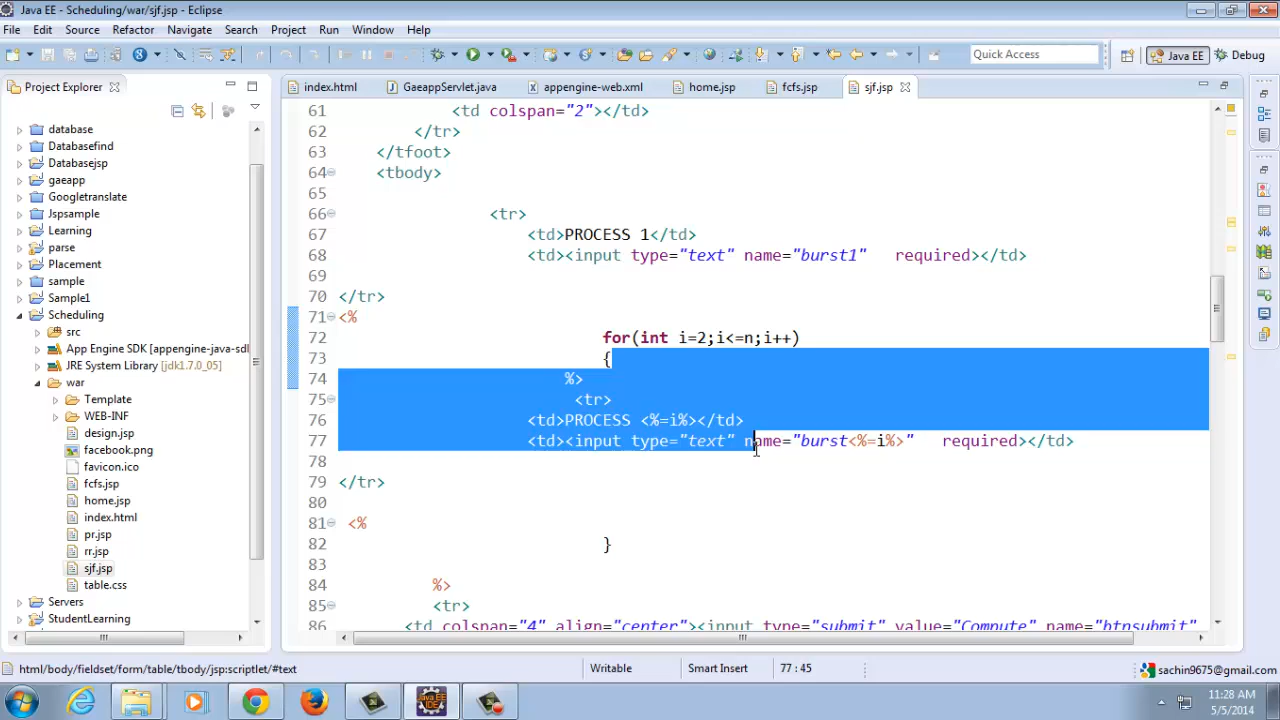 Java EE - Scheduling/war/sjf.jsp - Eclipse
File Edit Source Refactor Navigate Search Project Run Window Help
Quick Access
Java EE
Debug
Project Explorer
index.html
GaeappServlet.java
appengine-web.xml
home.jsp
fcfs.jsp
sjf.jsp
database
Databasefind
Databasejsp
gaeapp
Googletranslate
Jspsample
Learning
parse
Placement
sample
Sample1
Scheduling
src
App Engine SDK [appengine-java-sdl
JRE System Library [jdk1.7.0_05]
war
Template
WEB-INF
design.jsp
facebook.png
favicon.ico
fcfs.jsp
home.jsp
index.html
pr.jsp
rr.jsp
sjf.jsp
table.css
Servers
StudentLearning
61 <td colspan="2"></td>
62 </tr>
63 </tfoot>
64 <tbody>
65
66 <tr>
67 <td>PROCESS 1</td>
68 <td><input type="text" name="burst1" required></td>
69
70 </tr>
71 <%
72 for(int i=2;i<=n;i++)
73 {
74 %>
75 <tr>
76 <td>PROCESS <%=i%></td>
77 <td><input type="text" name="burst<%=i%>" required></td>
78
79 </tr>
80
81 <%
82 }
83
84 %>
85 <tr>
86 <td colspan="4" align="center"><input type="submit" value="Compute" name="btnsubmit"
html/body/fieldset/form/table/tbody/jsp:scriptlet/#text
Writable
Smart Insert
77 : 45
sachin9675@gmail.com
Java EE
IDE
11:28 AM
5/5/2014